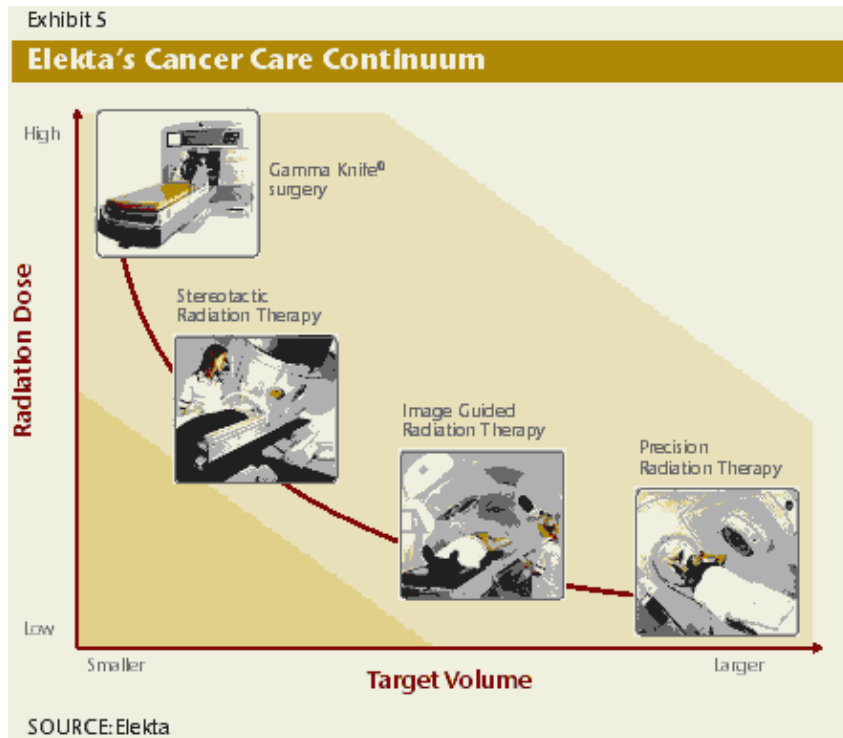 Exhibit 5
Elekta's Cancer Care Continuum
High
Gamma Knife®
surgery
Stereotactic
Radiation Therapy
Radiation Dose
Image Guided
Radiation Therapy
Precision
Radiation Therapy
Low
Smaller
Larger
Target Volume
SOURCE: Elekta